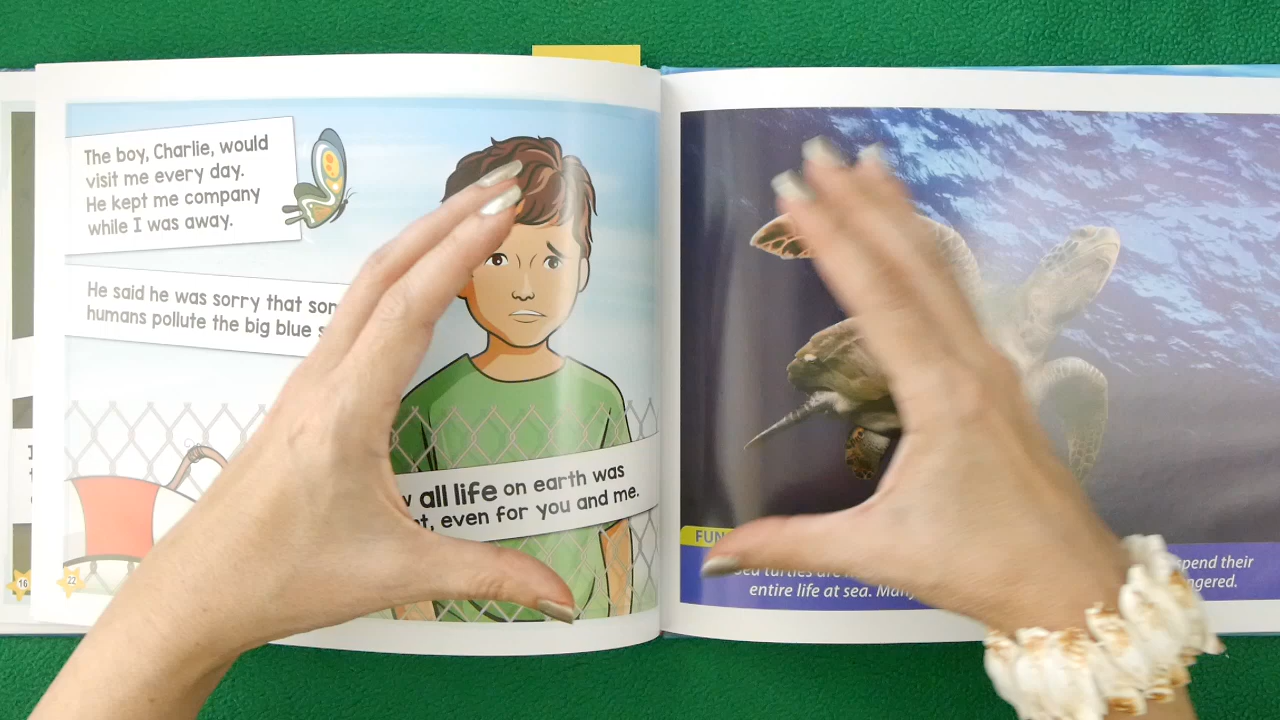 The boy, Charlie, would
visit me every day.
He kept me company
while I was away.
He said he was sorry that
humans pollute the big blue
all life on earth was
even for you and me.
16
22
FUN
sea turtles are
spend their
entire life at sea. Many